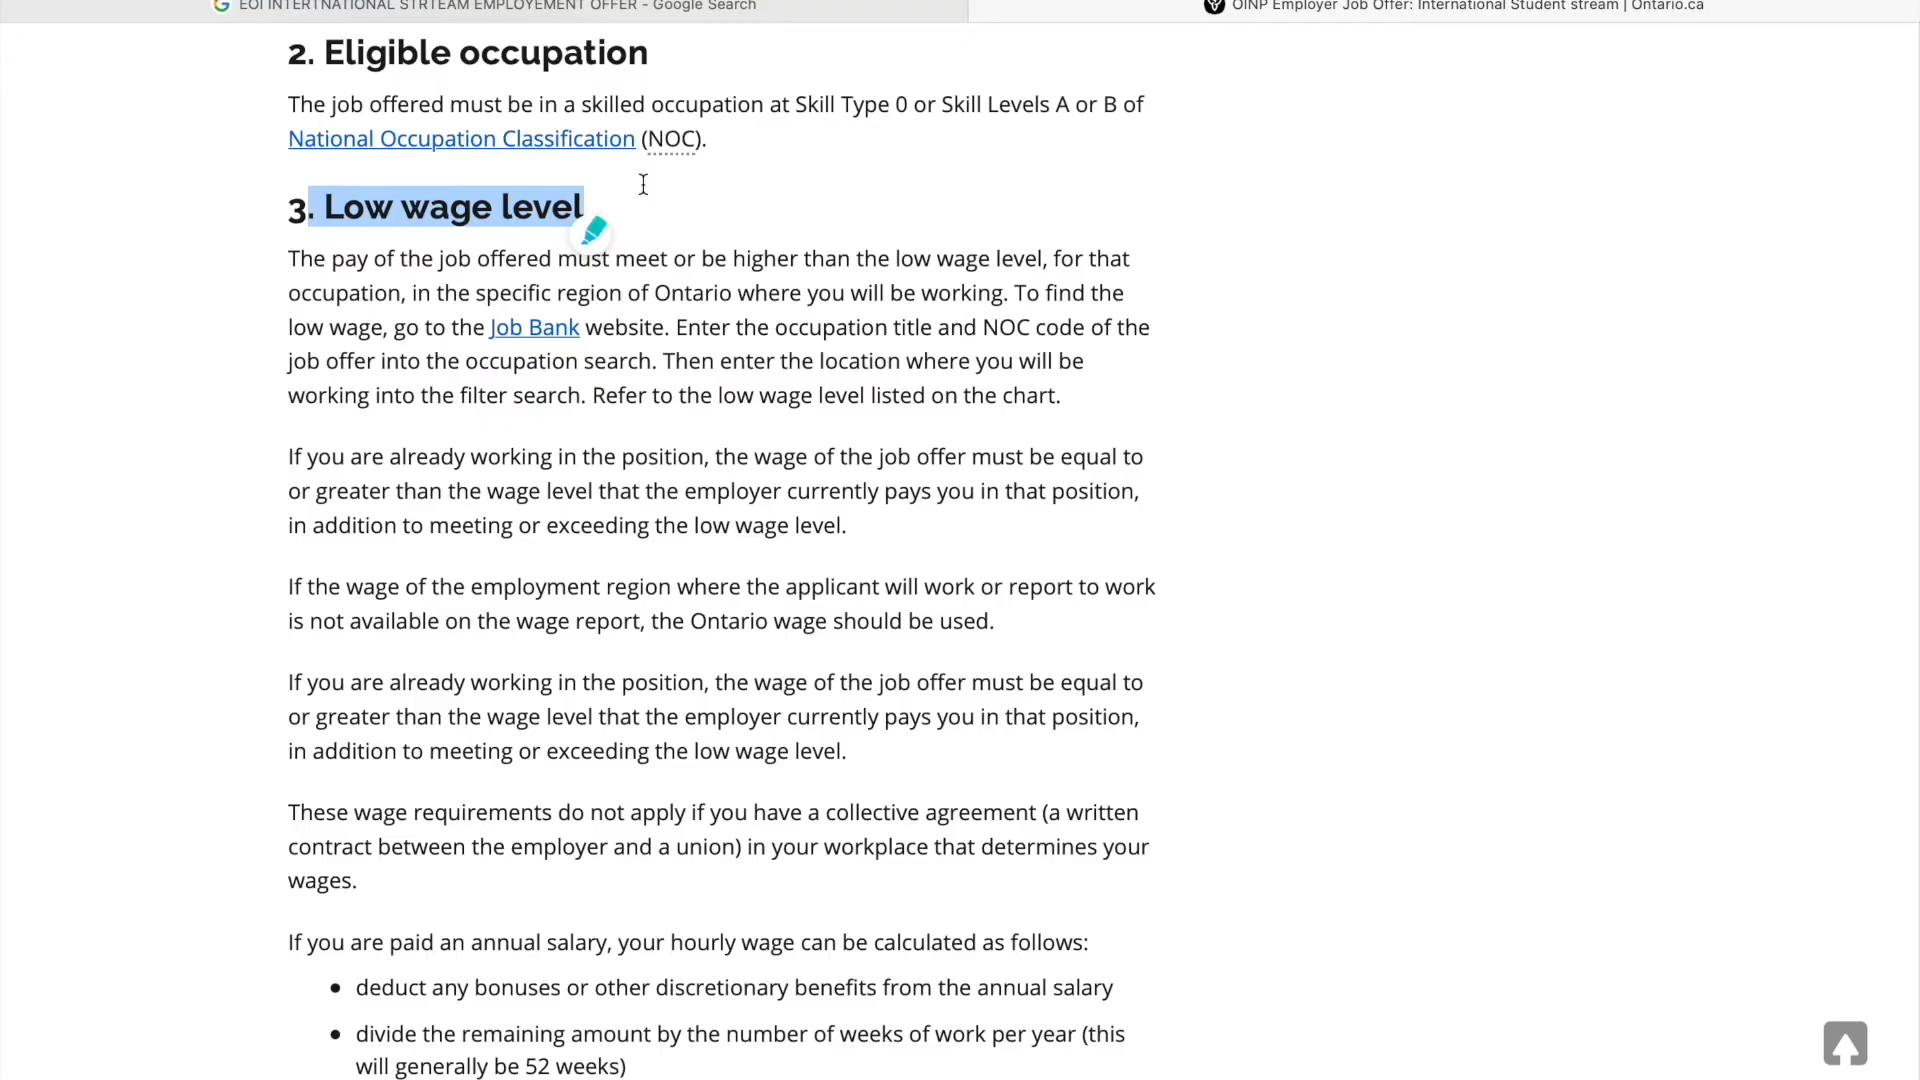 EOI INTERTNATIONAL STRTEAM EMPLOYEMENT OFFER - Google Search
OINP Employer Job Offer: International Student stream | Ontario.ca
2. Eligible occupation
The job offered must be in a skilled occupation at Skill Type 0 or Skill Levels A or B of
National Occupation Classification (NOC).
3. Low wage level
The pay of the job offered must meet or be higher than the low wage level, for that
occupation, in the specific region of Ontario where you will be working. To find the
low wage, go to the Job Bank website. Enter the occupation title and NOC code of the
job offer into the occupation search. Then enter the location where you will be
working into the filter search. Refer to the low wage level listed on the chart.
If you are already working in the position, the wage of the job offer must be equal to
or greater than the wage level that the employer currently pays you in that position,
in addition to meeting or exceeding the low wage level.
If the wage of the employment region where the applicant will work or report to work
is not available on the wage report, the Ontario wage should be used.
If you are already working in the position, the wage of the job offer must be equal to
or greater than the wage level that the employer currently pays you in that position,
in addition to meeting or exceeding the low wage level.
These wage requirements do not apply if you have a collective agreement (a written
contract between the employer and a union) in your workplace that determines your
wages.
If you are paid an annual salary, your hourly wage can be calculated as follows:
• deduct any bonuses or other discretionary benefits from the annual salary
• divide the remaining amount by the number of weeks of work per year (this
will generally be 52 weeks)